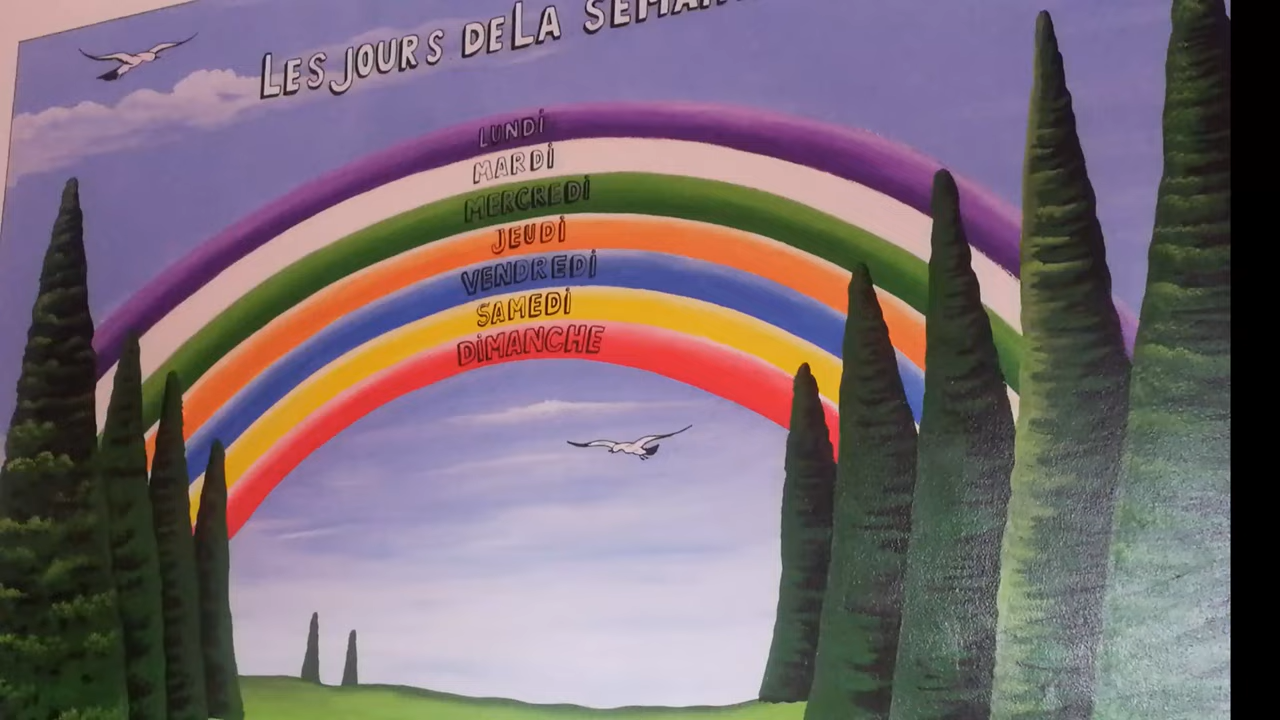 LES JOURS DE LA
LUNDI
MARDI
MERCREDI
JEUDI
VENDREDI
SAMEDI
DIMANCHE